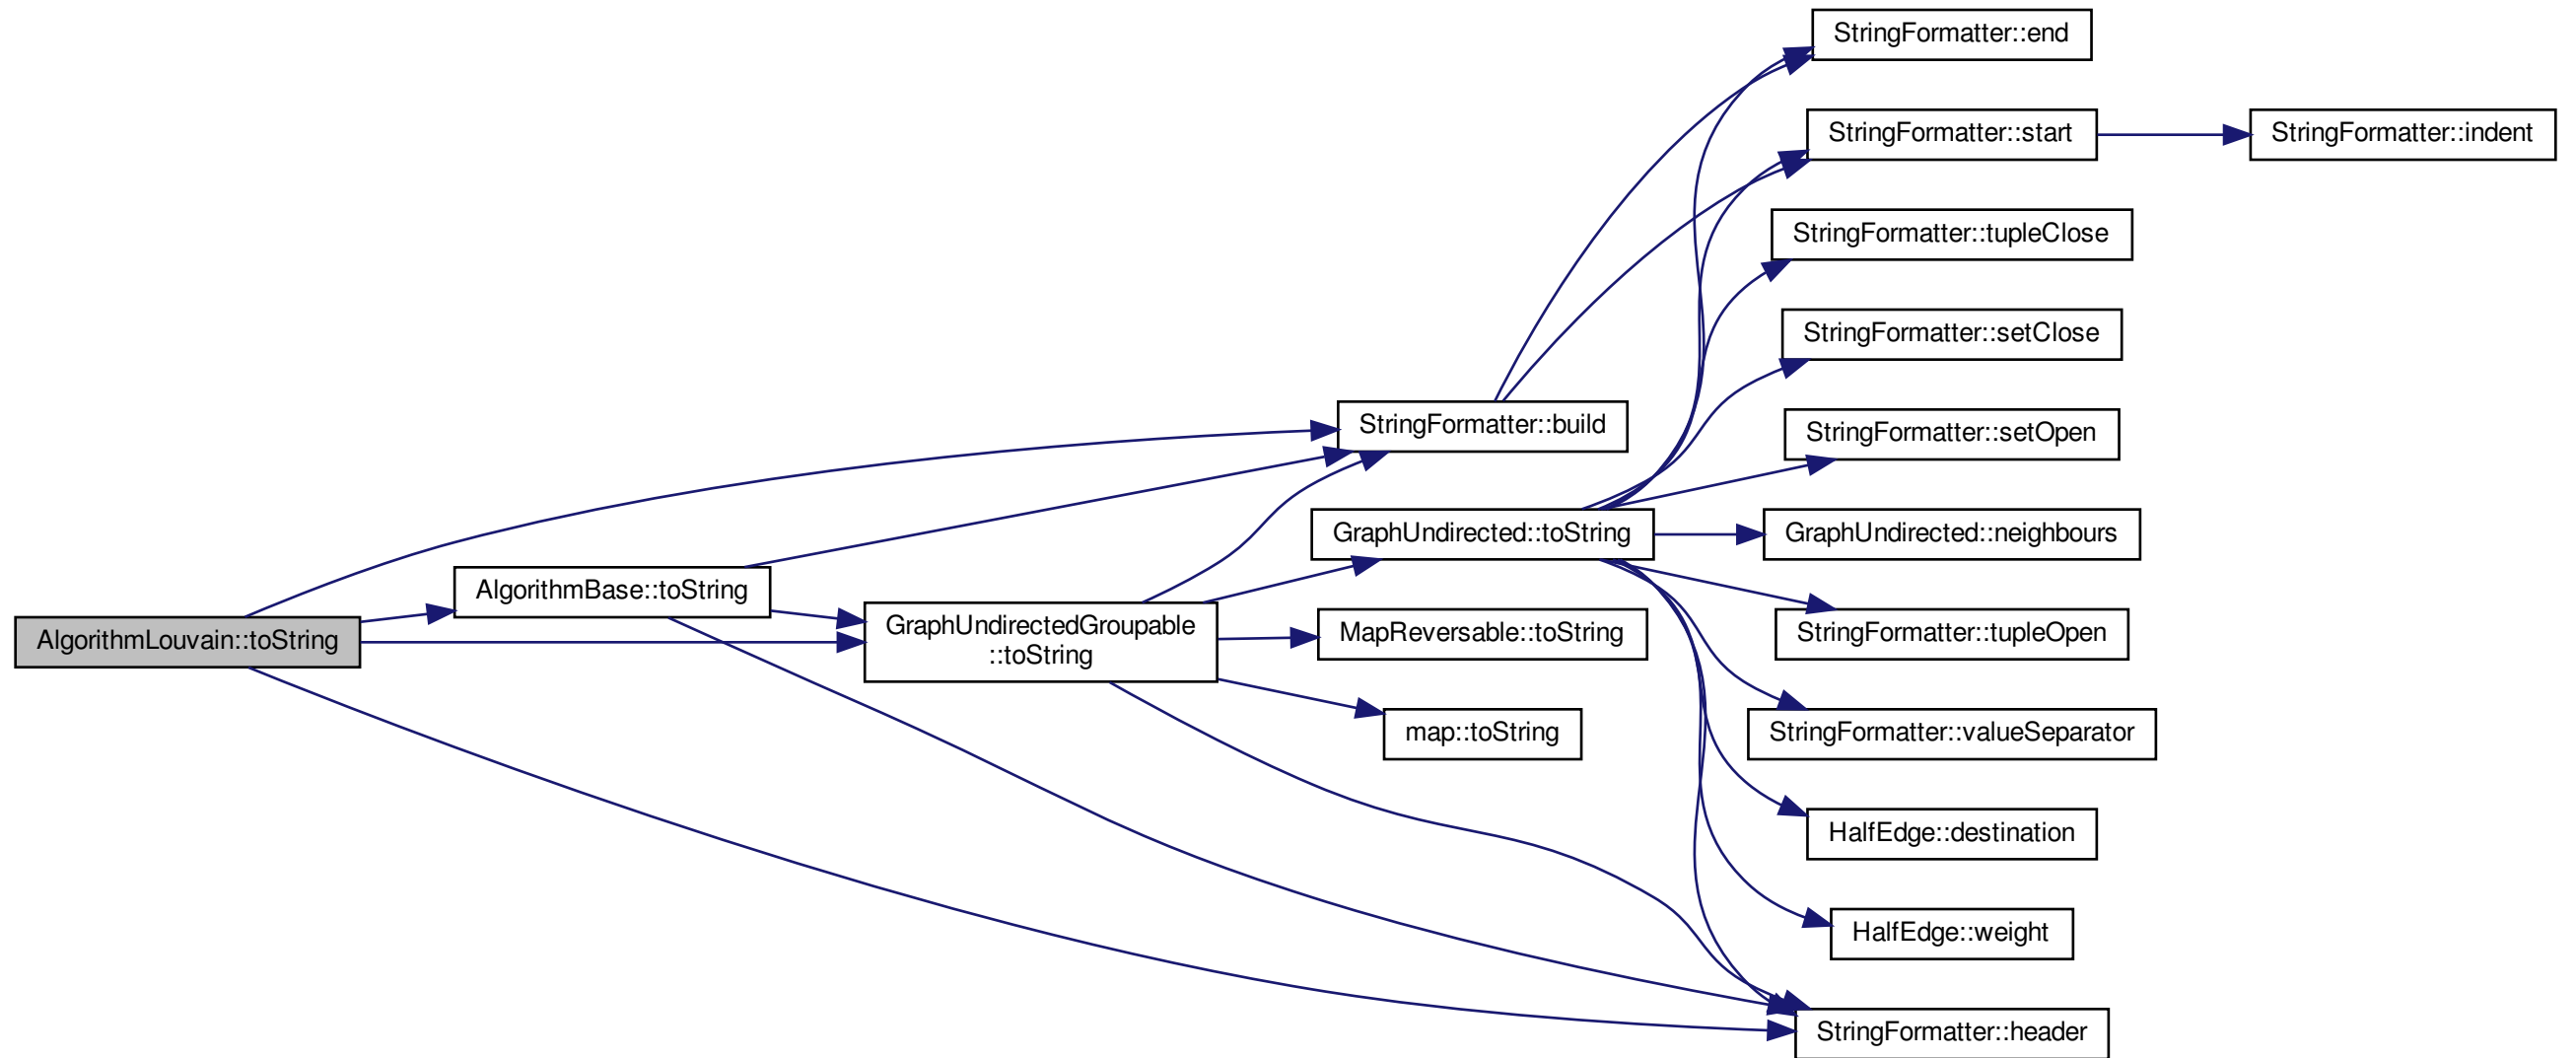 StringFormatter::end
StringFormatter::start
StringFormatter::indent
StringFormatter::tupleClose
StringFormatter::setClose
StringFormatter::build
StringFormatter::setOpen
GraphUndirected::toString
GraphUndirected::neighbours
AlgorithmBase::toString
AlgorithmLouvain::toString
GraphUndirectedGroupable
::toString
MapReversable::toString
StringFormatter::tupleOpen
map::toString
StringFormatter::valueSeparator
HalfEdge::destination
HalfEdge::weight
StringFormatter::header